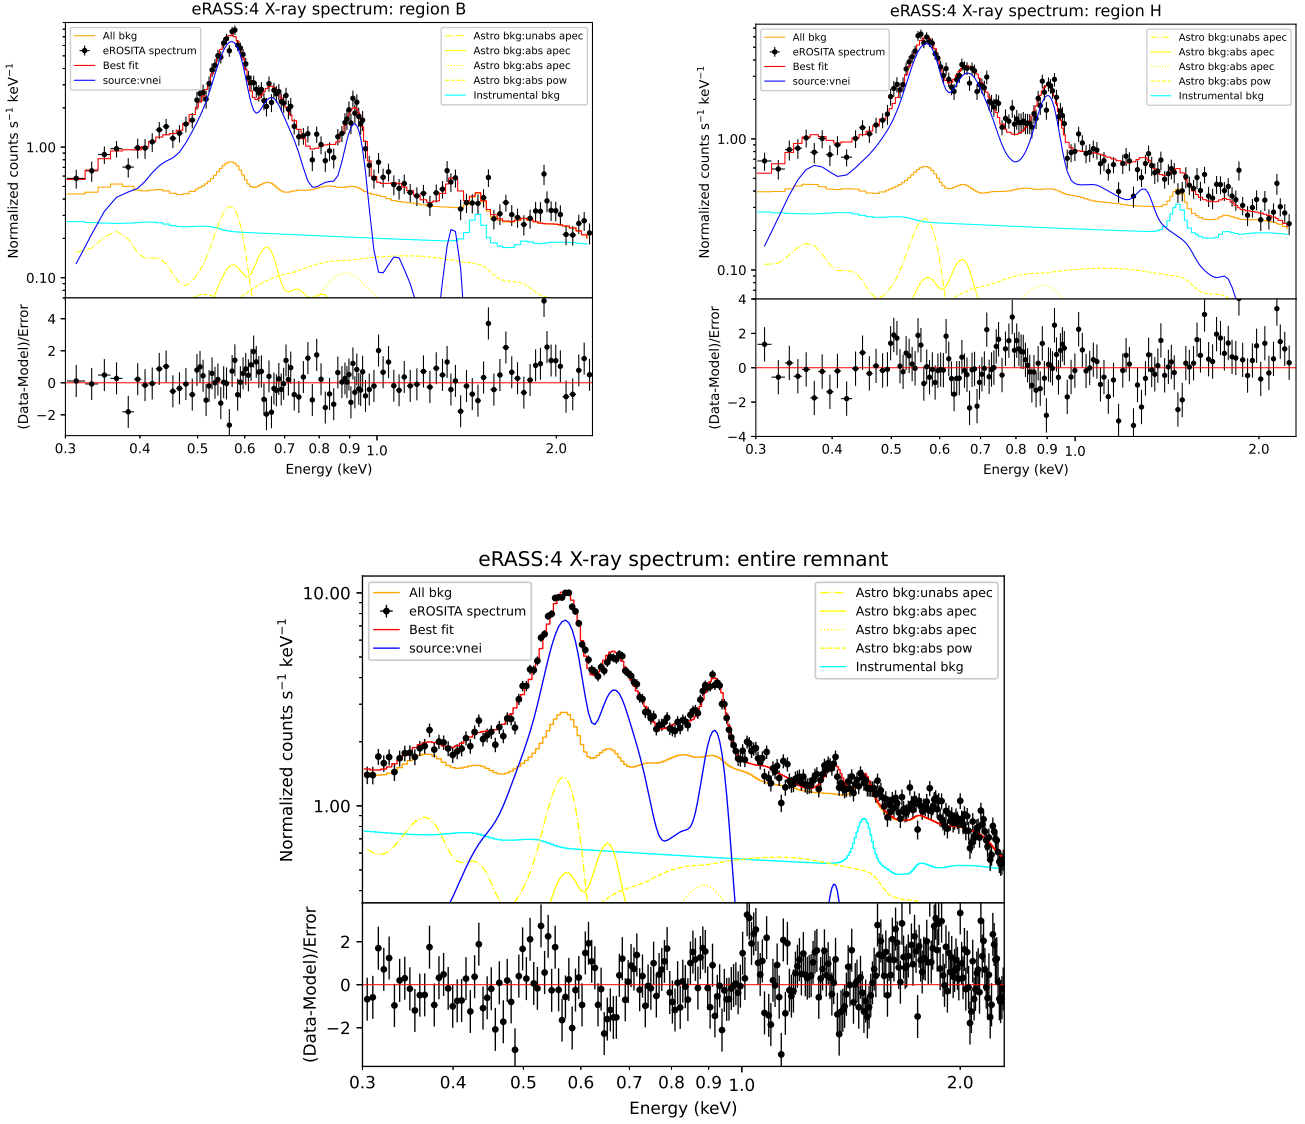 eRASS:4 X-ray spectrum: region B
All bkg
eROSITA spectrum
Best fit
source:vnei
Astro bkg:unabs apec
Astro bkg:abs apec
Astro bkg:abs apec
Astro bkg:abs pow
Instrumental bkg
Normalized counts s⁻¹ keV⁻¹
1.00
0.10
(Data-Model)/Error
4
2
0
−2
0.3
0.4
0.5
0.6
0.7
0.8
0.9
1.0
2.0
Energy (keV)
eRASS:4 X-ray spectrum: region H
All bkg
eROSITA spectrum
Best fit
source:vnei
Astro bkg:unabs apec
Astro bkg:abs apec
Astro bkg:abs apec
Astro bkg:abs pow
Instrumental bkg
Normalized counts s⁻¹ keV⁻¹
1.00
0.10
(Data-Model)/Error
4
2
0
−2
−4
0.3
0.4
0.5
0.6
0.7
0.8
0.9
1.0
2.0
Energy (keV)
eRASS:4 X-ray spectrum: entire remnant
All bkg
eROSITA spectrum
Best fit
source:vnei
Astro bkg:unabs apec
Astro bkg:abs apec
Astro bkg:abs apec
Astro bkg:abs pow
Instrumental bkg
Normalized counts s⁻¹ keV⁻¹
10.00
1.00
(Data-Model)/Error
2
0
−2
0.3
0.4
0.5
0.6
0.7
0.8
0.9
1.0
2.0
Energy (keV)